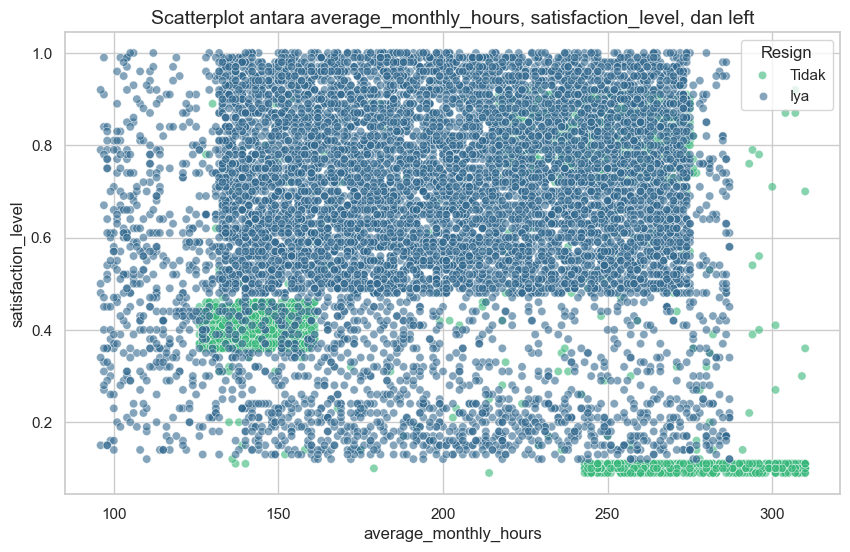 Scatterplot antara average_monthly_hours, satisfaction_level, dan left
Resign
Tidak
Iya
1.0
0.8
0.6
0.4
0.2
satisfaction_level
100
150
200
250
300
average_monthly_hours